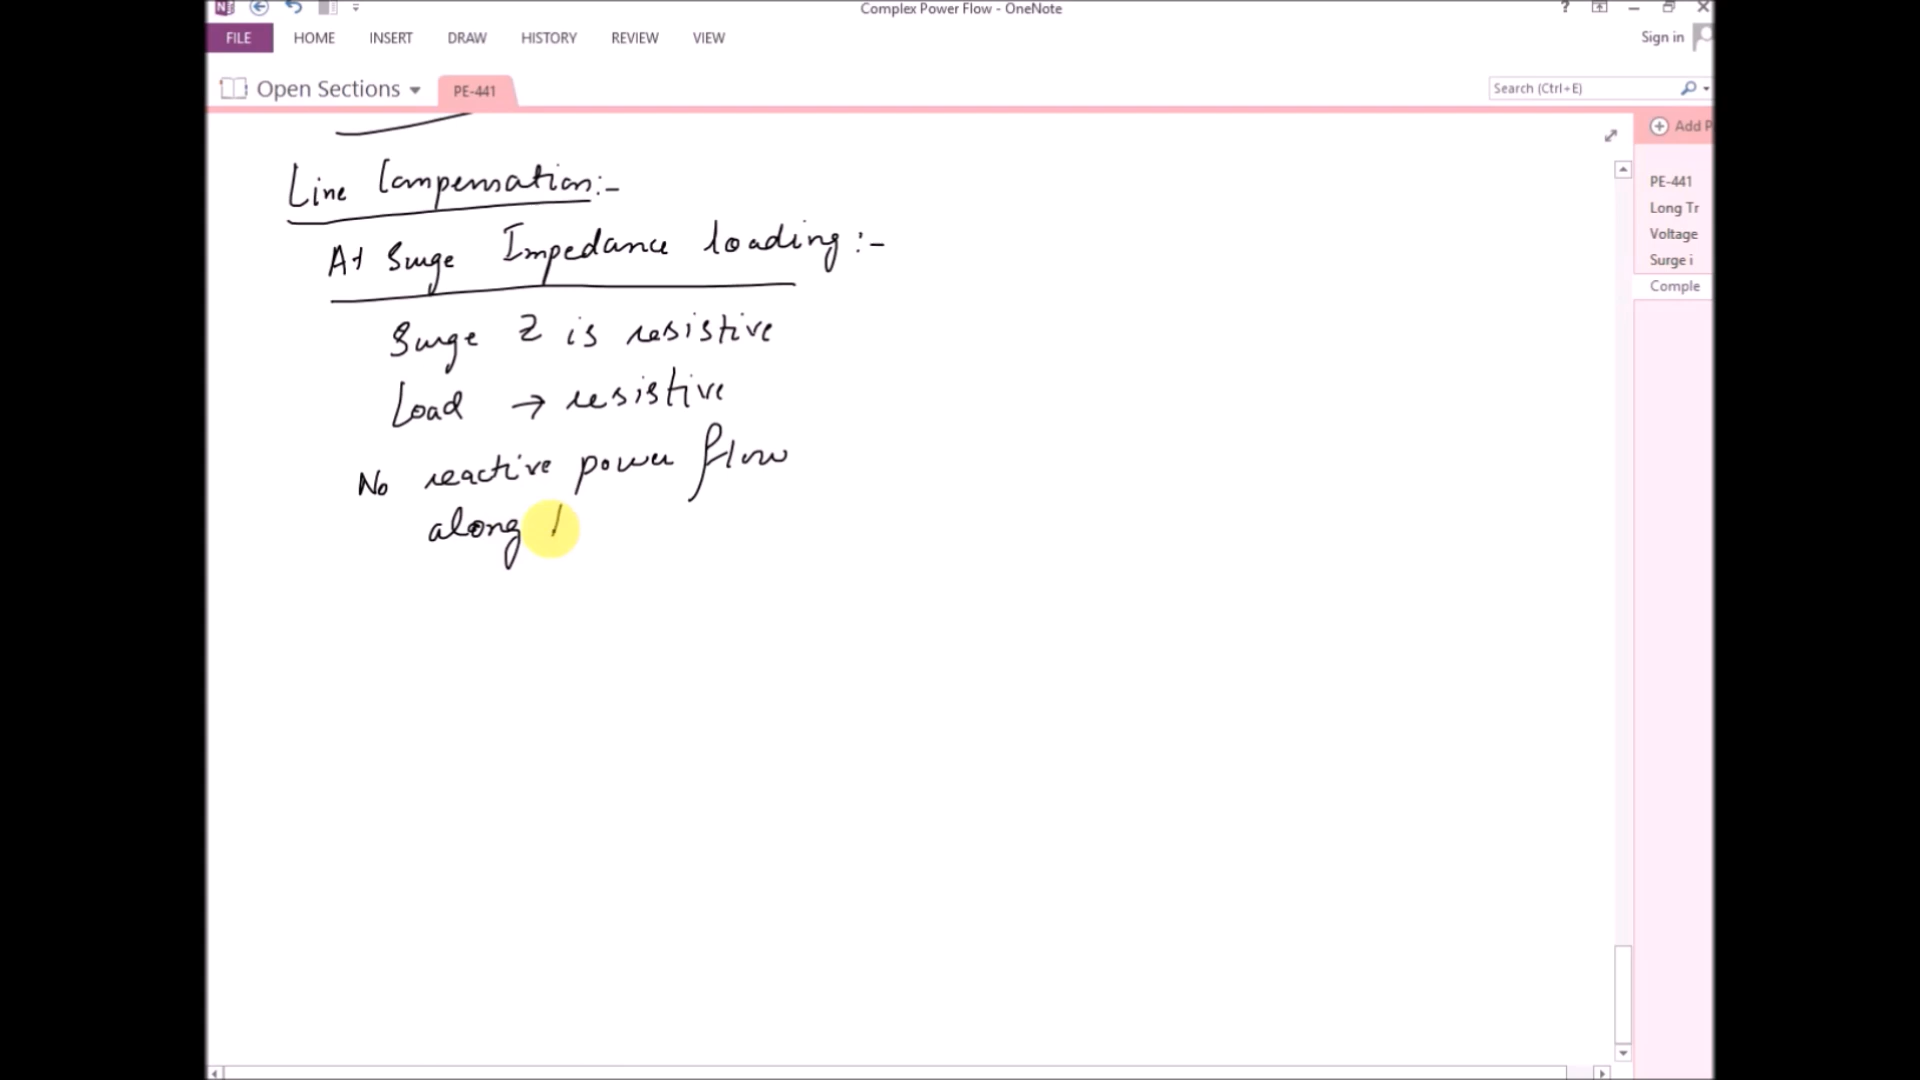 Complex Power Flow - OneNote
?
FILE HOME INSERT DRAW HISTORY REVIEW VIEW
Sign in
Open Sections PE-441
Search (Ctrl+E)
Add P
PE-441
Long Tr
Voltage
Surge i
Comple
Line Compensation:-
At Surge Impedance loading:-
Surge Z is resistive
Load → resistive
No reactive power flow
along